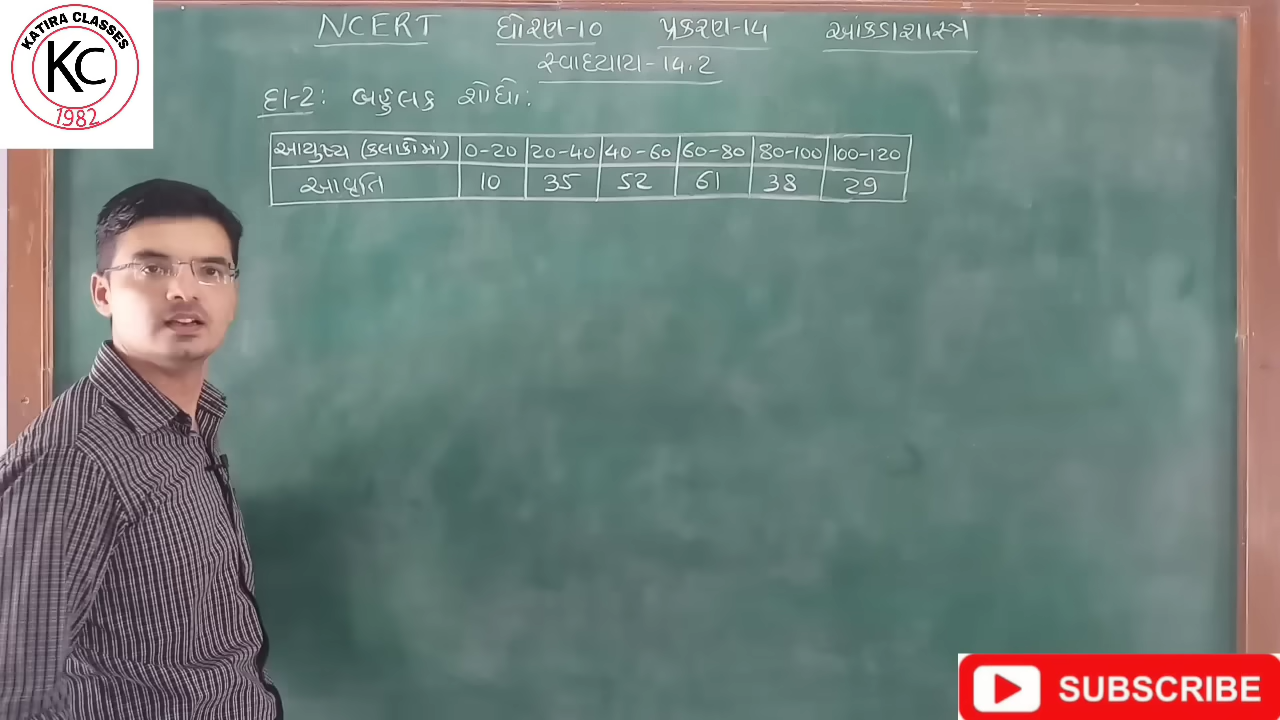 KATIRA CLASSES
KC
1982
NCERT ધોરણ-10 પ્રકરણ-14 આંકડાશાસ્ત્ર
સ્વાધ્યાય-14.2
દા-2: બહુલક શોધો:
આયુષ્ય (કલાકોમાં) 0-20 20-40 40-60 60-80 80-100 100-120
આવૃતિ 10 35 52 61 38 29
SUBSCRIBE